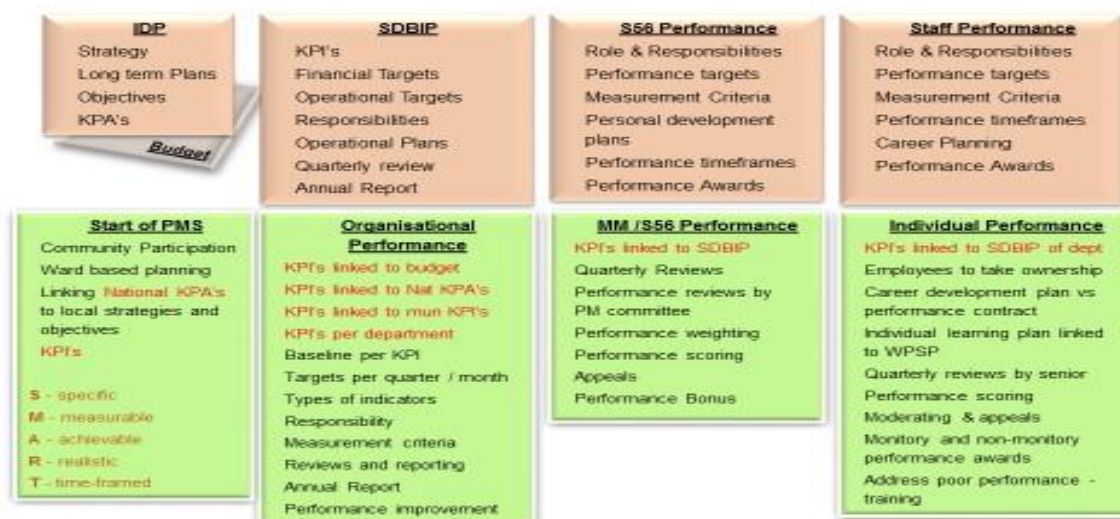 IDP
Strategy
Long term Plans
Objectives
KPA's
Budget
SDBIP
KPI's
Financial Targets
Operational Targets
Responsibilities
Operational Plans
Quarterly review
Annual Report
S56 Performance
Role & Responsibilities
Performance targets
Measurement Criteria
Personal development
plans
Performance timeframes
Performance Awards
Staff Performance
Role & Responsibilities
Performance targets
Measurement Criteria
Performance timeframes
Career Planning
Performance Awards
Start of PMS
Community Participation
Ward based planning
Linking National KPA's
to local strategies and
objectives
KPI's
S - specific
M - measurable
A - achievable
R - realistic
T - time-framed
Organisational
Performance
KPI's linked to budget
KPI's linked to Nat KPA's
KPI's linked to mun KPI's
KPI's per department
Baseline per KPI
Targets per quarter / month
Types of indicators
Responsibility
Measurement criteria
Reviews and reporting
Annual Report
Performance improvement
MM /S56 Performance
KPI's linked to SDBIP
Quarterly Reviews
Performance reviews by
PM committee
Performance weighting
Performance scoring
Appeals
Performance Bonus
Individual Performance
KPI's linked to SDBIP of dept
Employees to take ownership
Career development plan vs
performance contract
Individual learning plan linked
to WPSP
Quarterly reviews by senior
Performance scoring
Moderating & appeals
Monitory and non-monitory
performance awards
Address poor performance -
training